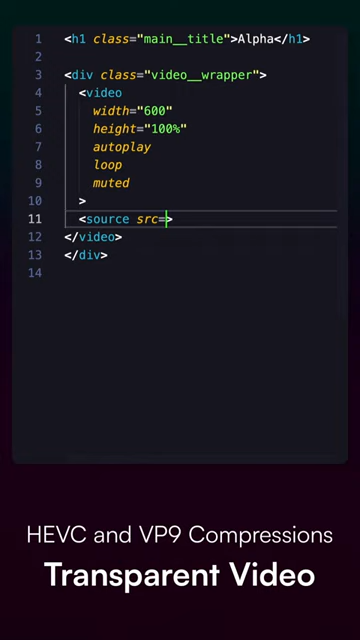 1 <h1 class="main__title">Alpha</h1>
2
3 <div class="video__wrapper">
4 <video
5 width="600"
6 height="100%"
7 autoplay
8 loop
9 muted
10 >
11 <source src=>
12 </video>
13 </div>
14
HEVC and VP9 Compressions
Transparent Video